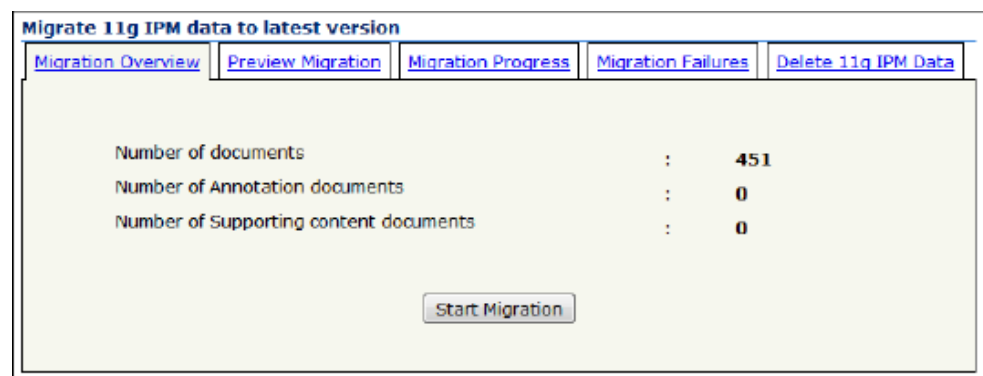 Migrate 11g IPM data to latest version
Migration Overview Preview Migration Migration Progress Migration Failures Delete 11g IPM Data
Number of documents : 451
Number of Annotation documents : 0
Number of Supporting content documents : 0
Start Migration